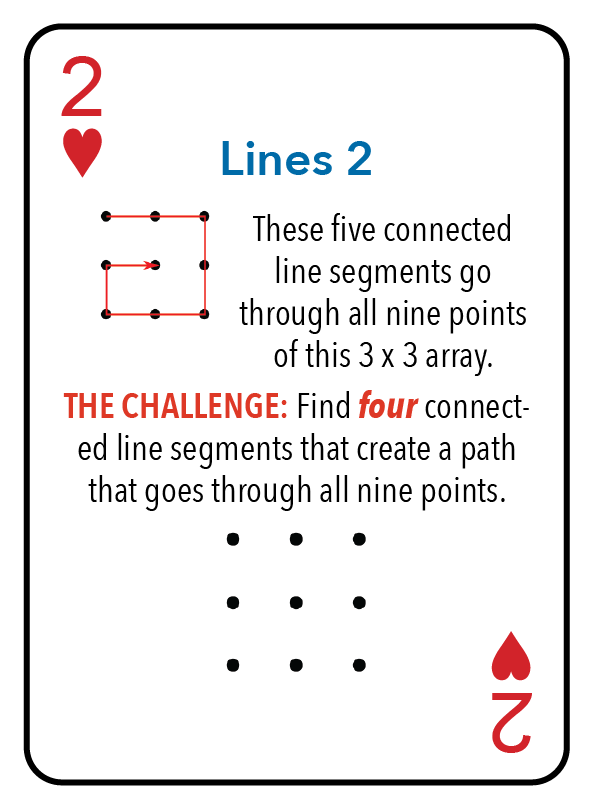 2
Lines 2
These five connected
line segments go
through all nine points
of this 3 x 3 array.
THE CHALLENGE: Find four connect-
ed line segments that create a path
that goes through all nine points.
2